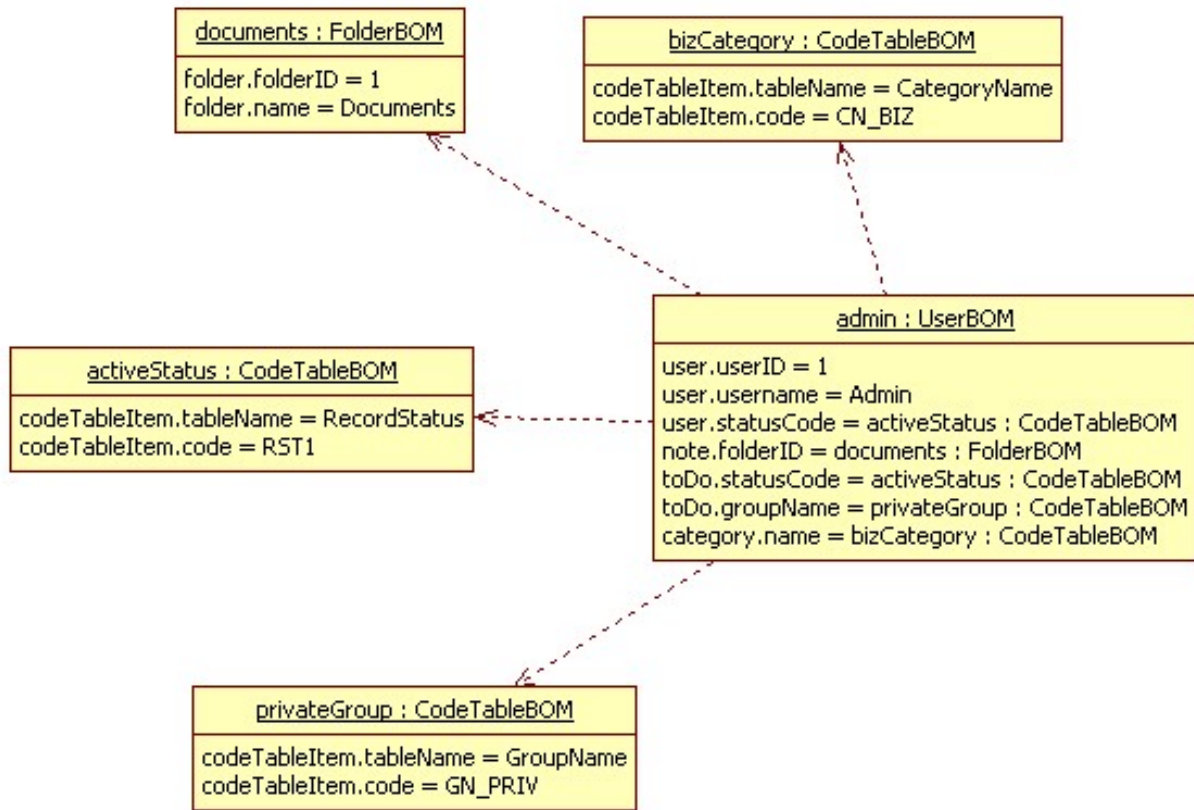 documents : FolderBOM
folder.folderID = 1
folder.name = Documents
bizCategory : CodeTableBOM
codeTableItem.tableName = CategoryName
codeTableItem.code = CN_BIZ
admin : UserBOM
user.userID = 1
user.username = Admin
user.statusCode = activeStatus : CodeTableBOM
note.folderID = documents : FolderBOM
toDo.statusCode = activeStatus : CodeTableBOM
toDo.groupName = privateGroup : CodeTableBOM
category.name = bizCategory : CodeTableBOM
activeStatus : CodeTableBOM
codeTableItem.tableName = RecordStatus
codeTableItem.code = RST1
privateGroup : CodeTableBOM
codeTableItem.tableName = GroupName
codeTableItem.code = GN_PRIV